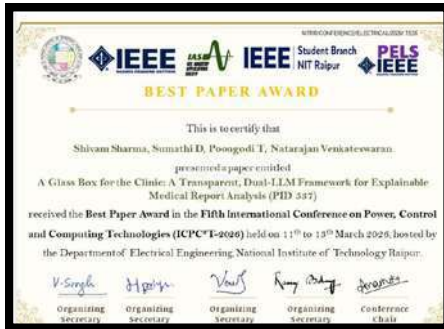 IEEE
IAS
IEEE Student Branch
NIT Raipur
PELS
IEEE
BEST PAPER AWARD
This is to certify that
Shivam Sharma, Sumathi D, Poongodi T, Natarajan Venkateswaran
presented a paper entitled
A Glass Box for the Clinic: A Transparent, Dual-LLM Framework for Explainable
Medical Report Analysis (PID 537)
received the Best Paper Award in the Fifth International Conference on Power, Control
and Computing Technologies (ICPC²T-2026) held on 11th to 13th March 2026, hosted by
the Department of Electrical Engineering, National Institute of Technology Raipur.
Organizing Secretary
Organizing Secretary
Organizing Secretary
Organizing Secretary
Conference Chair